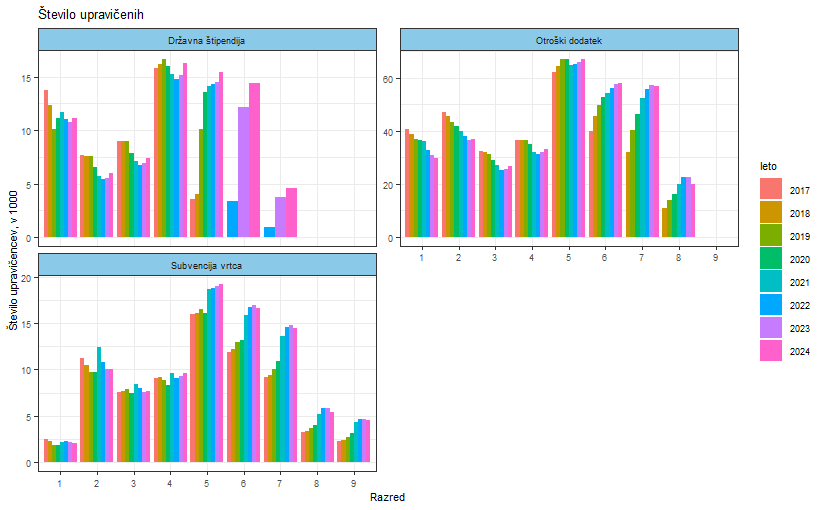 Število upravičenih
Državna štipendija
Otroški dodatek
15
10
5
0
60
40
20
0
1 2 3 4 5 6 7 8 9
Subvencija vrtca
20
15
10
5
0
1 2 3 4 5 6 7 8 9
Razred
Število upravičencev, v 1000
leto
2017
2018
2019
2020
2021
2022
2023
2024